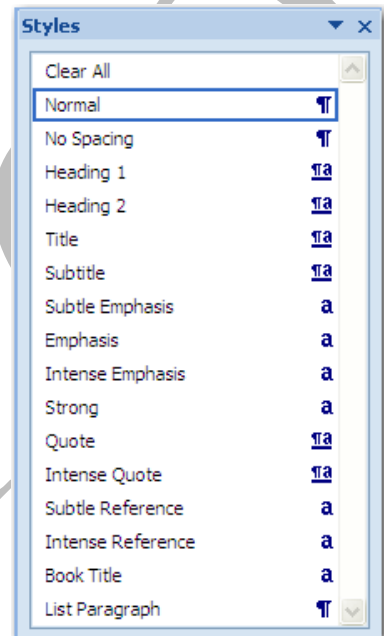 Styles
Clear All
Normal ¶
No Spacing ¶
Heading 1 ¶a
Heading 2 ¶a
Title ¶a
Subtitle ¶a
Subtle Emphasis a
Emphasis a
Intense Emphasis a
Strong a
Quote ¶a
Intense Quote ¶a
Subtle Reference a
Intense Reference a
Book Title a
List Paragraph ¶